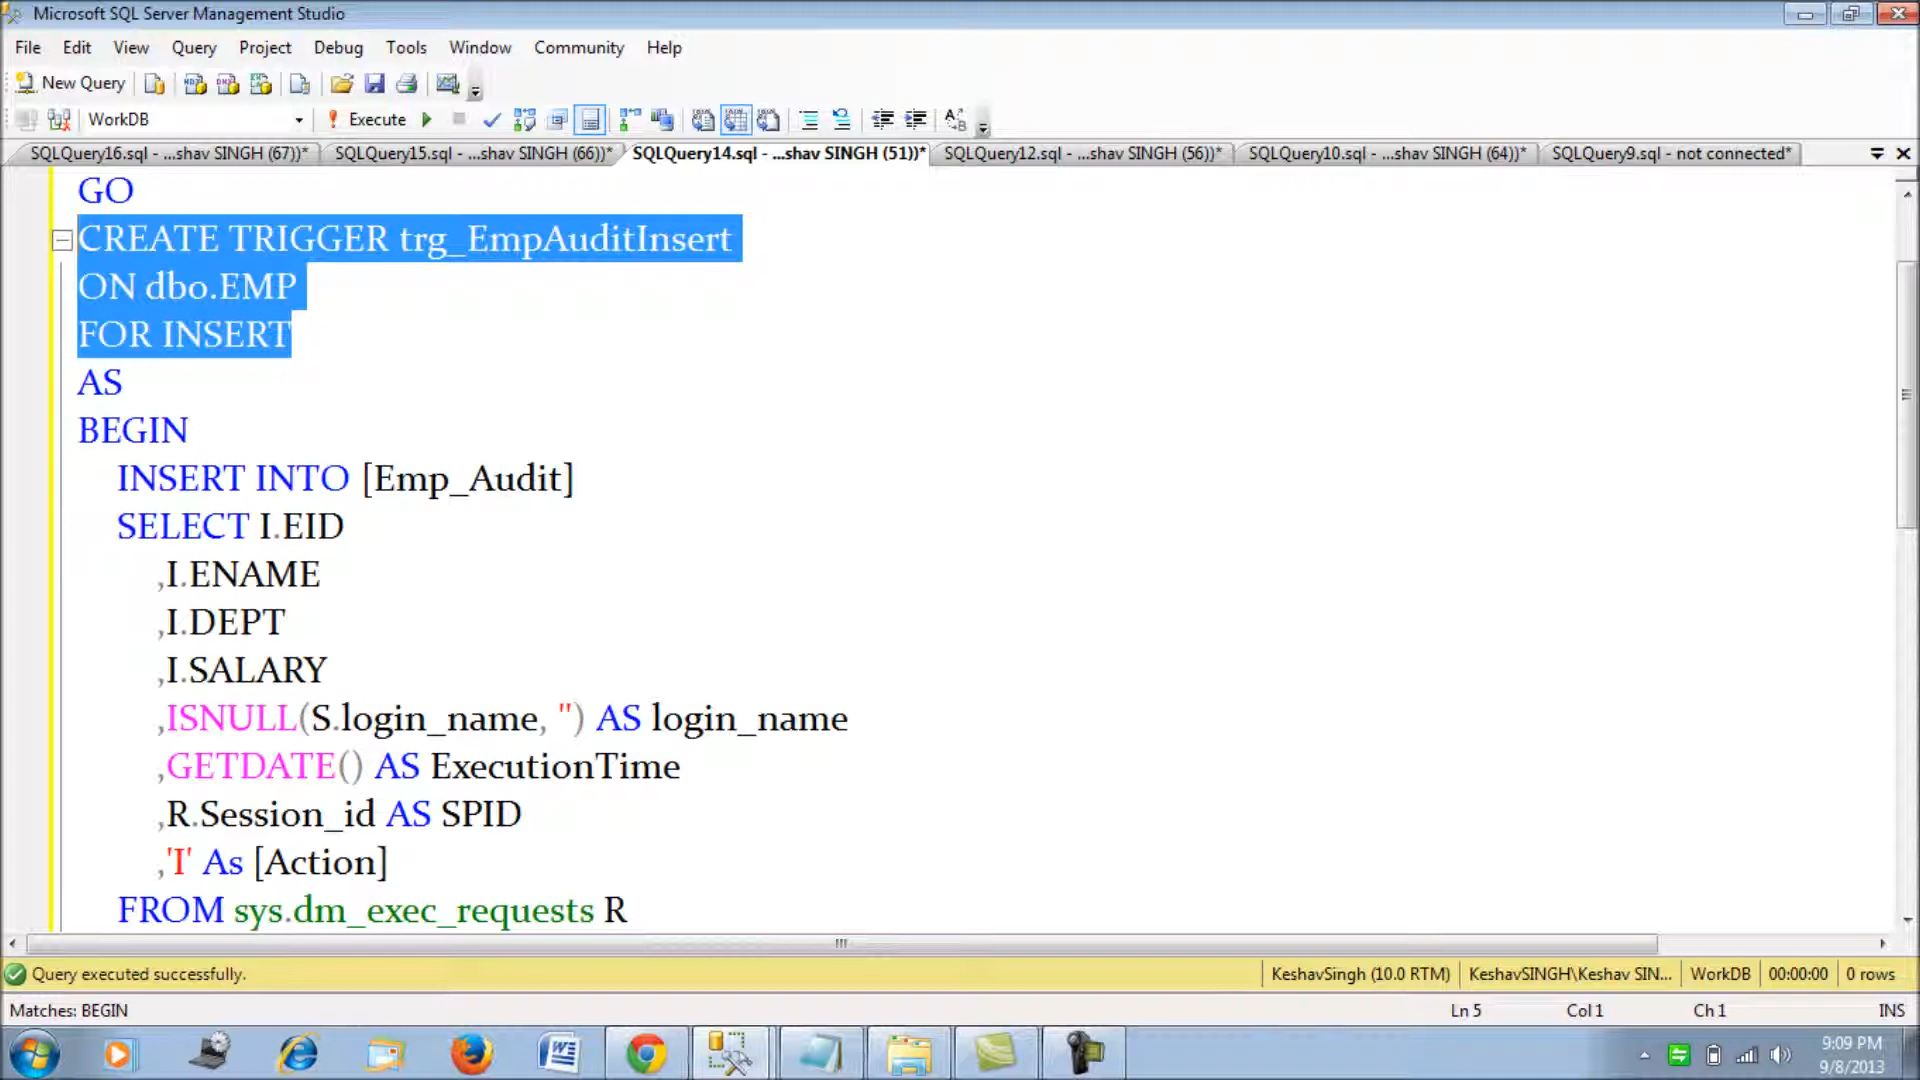 Microsoft SQL Server Management Studio
File Edit View Query Project Debug Tools Window Community Help
New Query
WorkDB Execute
SQLQuery16.sql - ...shav SINGH (67))* SQLQuery15.sql - ...shav SINGH (66))* SQLQuery14.sql - ...shav SINGH (51))* SQLQuery12.sql - ...shav SINGH (56))* SQLQuery10.sql - ...shav SINGH (64))* SQLQuery9.sql - not connected*
GO
CREATE TRIGGER trg_EmpAuditInsert
ON dbo.EMP
FOR INSERT
AS
BEGIN
INSERT INTO [Emp_Audit]
SELECT I.EID
,I.ENAME
,I.DEPT
,I.SALARY
,ISNULL(S.login_name, '') AS login_name
,GETDATE() AS ExecutionTime
,R.Session_id AS SPID
,'I' As [Action]
FROM sys.dm_exec_requests R
Query executed successfully. KeshavSingh (10.0 RTM) KeshavSINGH\Keshav SIN... WorkDB 00:00:00 0 rows
Matches: BEGIN Ln 5 Col 1 Ch 1 INS
9:09 PM
9/8/2013